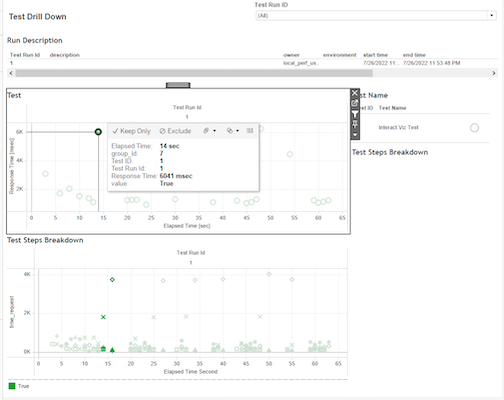 Test Run ID
Test Drill Down
(All)
Run Description
Test Run Id description owner environment start time end time
1 local_perf_us... 7/26/2022 11... 7/26/2022 11:53:48 PM
Test
Test Run Id
1
Test Name
Test ID Test Name
1 Interact Viz Test
Test Steps Breakdown
Keep Only Exclude
Elapsed Time: 14 sec
group_id: 7
Test ID: 1
Test Run Id: 1
Response Time: 6041 msec
value: True
Response Time [msec]
6K
4K
2K
0 5 10 15 20 25 30 35 40 45 50 55 60 65
Elapsed Time [sec]
Test Steps Breakdown
Test Run Id
1
time_request
4K
2K
0K
0 5 10 15 20 25 30 35 40 45 50 55 60 65
Elapsed Time Second
True